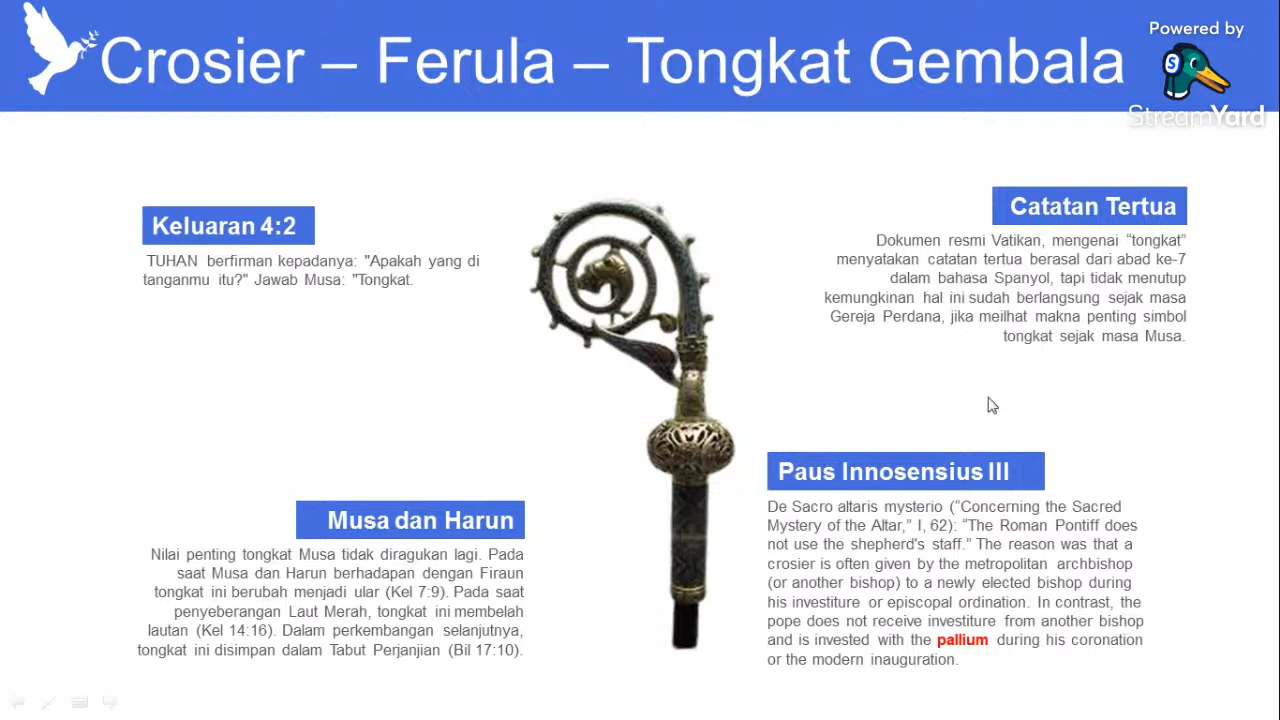 Crosier – Ferula – Tongkat Gembala
Powered by
StreamYard
Keluaran 4:2
TUHAN berfirman kepadanya: "Apakah yang di
tanganmu itu?" Jawab Musa: "Tongkat.
Catatan Tertua
Dokumen resmi Vatikan, mengenai “tongkat”
menyatakan catatan tertua berasal dari abad ke-7
dalam bahasa Spanyol, tapi tidak menutup
kemungkinan hal ini sudah berlangsung sejak masa
Gereja Perdana, jika meilhat makna penting simbol
tongkat sejak masa Musa.
Musa dan Harun
Nilai penting tongkat Musa tidak diragukan lagi. Pada
saat Musa dan Harun berhadapan dengan Firaun
tongkat ini berubah menjadi ular (Kel 7:9). Pada saat
penyeberangan Laut Merah, tongkat ini membelah
lautan (Kel 14:16). Dalam perkembangan selanjutnya,
tongkat ini disimpan dalam Tabut Perjanjian (Bil 17:10).
Paus Innosensius III
De Sacro altaris mysterio (“Concerning the Sacred
Mystery of the Altar,” I, 62): “The Roman Pontiff does
not use the shepherd's staff.” The reason was that a
crosier is often given by the metropolitan archbishop
(or another bishop) to a newly elected bishop during
his investiture or episcopal ordination. In contrast, the
pope does not receive investiture from another bishop
and is invested with the pallium during his coronation
or the modern inauguration.